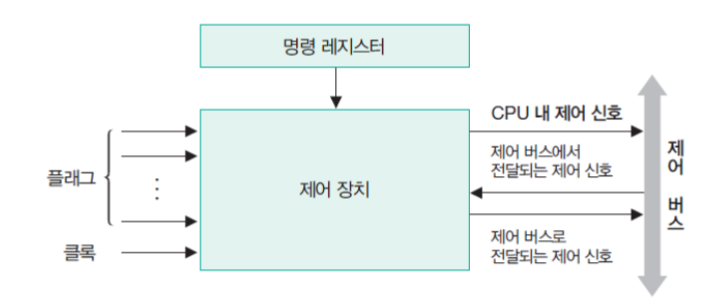 명령 레지스터
CPU 내 제어 신호
제어 버스에서
전달되는 제어 신호
플래그
제어 장치
제어 버스
클록
제어 버스로
전달되는 제어 신호